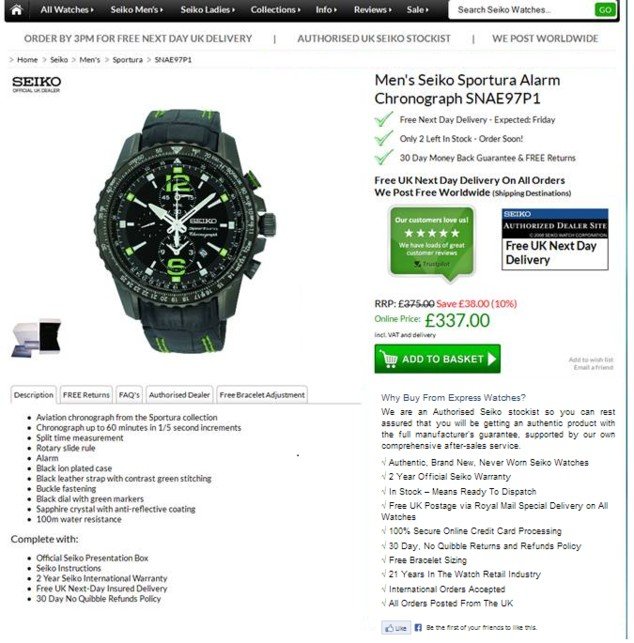 All Watches Seiko Men's Seiko Ladies Collections Info Reviews Sale Search Seiko Watches... GO
ORDER BY 3PM FOR FREE NEXT DAY UK DELIVERY | AUTHORISED UK SEIKO STOCKIST | WE POST WORLDWIDE
> Home > Seiko > Men's > Sportura > SNAE97P1
SEIKO
OFFICIAL UK DEALER
12
45
SEIKO
Sportura
Chronograph
6
Men's Seiko Sportura Alarm
Chronograph SNAE97P1
Free Next Day Delivery - Expected: Friday
Only 2 Left In Stock - Order Soon!
30 Day Money Back Guarantee & FREE Returns
Free UK Next Day Delivery On All Orders
We Post Free Worldwide (Shipping Destinations)
Our customers love us!
We have loads of great
customer reviews
Trustpilot
SEIKO
AUTHORIZED DEALER SITE
© 2008 SEIKO WATCH CORPORATION
Free UK Next Day
Delivery
RRP: £375.00 Save £38.00 (10%)
Online Price: £337.00
incl. VAT and delivery
ADD TO BASKET
Add to wish list
Email a friend
Description FREE Returns FAQ's Authorised Dealer Free Bracelet Adjustment
• Aviation chronograph from the Sportura collection
• Chronograph up to 60 minutes in 1/5 second increments
• Split time measurement
• Rotary slide rule
• Alarm
• Black ion plated case
• Black leather strap with contrast green stitching
• Buckle fastening
• Black dial with green markers
• Sapphire crystal with anti-reflective coating
• 100m water resistance
Complete with:
• Official Seiko Presentation Box
• Seiko Instructions
• 2 Year Seiko International Warranty
• Free UK Next-Day Insured Delivery
• 30 Day No Quibble Refunds Policy
Why Buy From Express Watches?
We are an Authorised Seiko stockist so you can rest
assured that you will be getting an authentic product with
the full manufacturer's guarantee, supported by our own
comprehensive after-sales service.
√ Authentic, Brand New, Never Worn Seiko Watches
√ 2 Year Official Seiko Warranty
√ In Stock – Means Ready To Dispatch
√ Free UK Postage via Royal Mail Special Delivery on All
Watches
√ 100% Secure Online Credit Card Processing
√ 30 Day, No Quibble Returns and Refunds Policy
√ Free Bracelet Sizing
√ 21 Years In The Watch Retail Industry
√ International Orders Accepted
√ All Orders Posted From The UK
Like Be the first of your friends to like this.